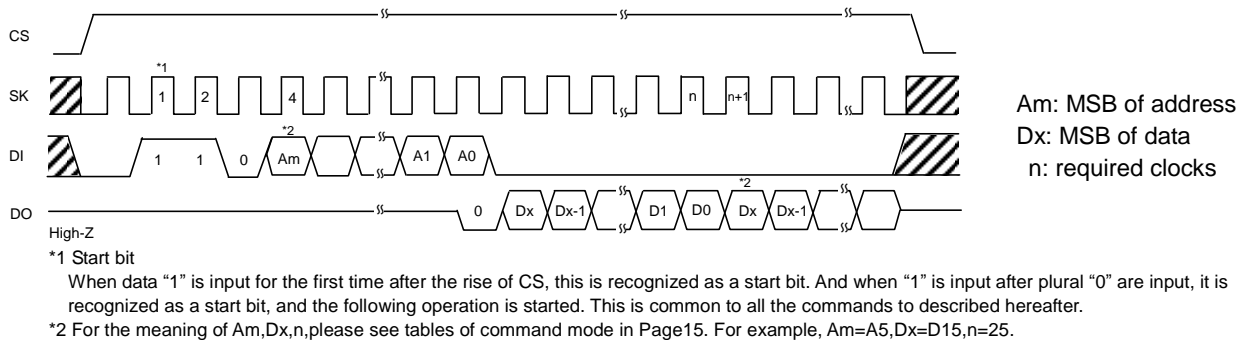 CS
*1
SK 1 2 4 n n+1
*2
DI 1 1 0 Am A1 A0
*2
DO 0 Dx Dx-1 D1 D0 Dx Dx-1
High-Z
Am: MSB of address
Dx: MSB of data
n: required clocks
*1 Start bit
When data “1” is input for the first time after the rise of CS, this is recognized as a start bit. And when “1” is input after plural “0” are input, it is
recognized as a start bit, and the following operation is started. This is common to all the commands to described hereafter.
*2 For the meaning of Am,Dx,n,please see tables of command mode in Page15. For example, Am=A5,Dx=D15,n=25.